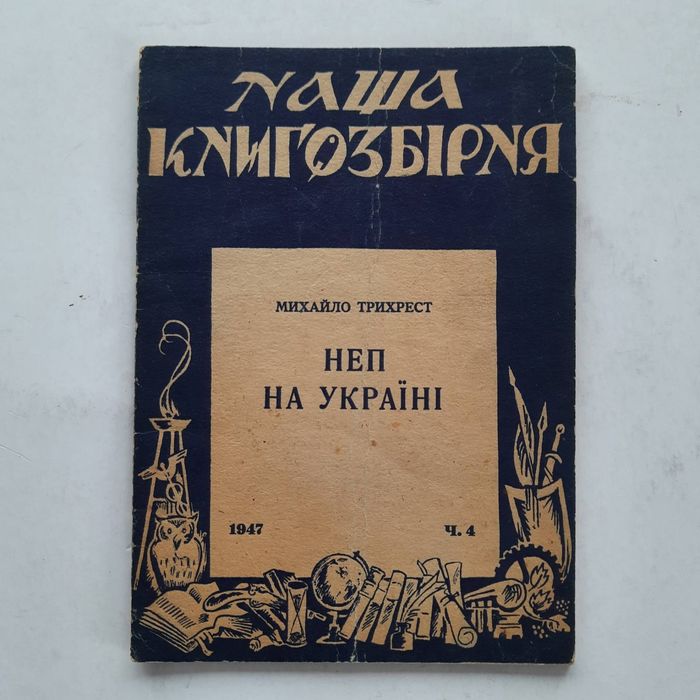 НАША
КНИГОЗБІРНЯ
МИХАЙЛО ТРИХРЕСТ
НЕП
НА УКРАЇНІ
1947 Ч. 4